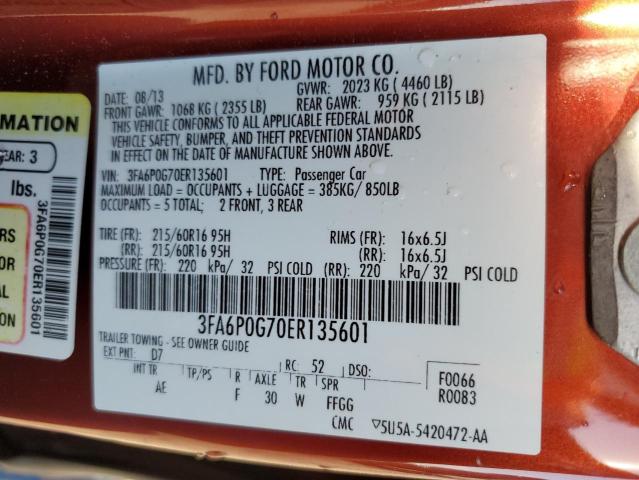 MFD. BY FORD MOTOR CO.
DATE: 08/13
GVWR: 2023 KG ( 4460 LB)
FRONT GAWR: 1068 KG ( 2355 LB)
REAR GAWR: 959 KG ( 2115 LB)
THIS VEHICLE CONFORMS TO ALL APPLICABLE FEDERAL MOTOR
VEHICLE SAFETY, BUMPER, AND THEFT PREVENTION STANDARDS
IN EFFECT ON THE DATE OF MANUFACTURE SHOWN ABOVE.
VIN: 3FA6P0G70ER135601 TYPE: Passenger Car
MAXIMUM LOAD = OCCUPANTS + LUGGAGE = 385KG/ 850LB
OCCUPANTS = 5 TOTAL; 2 FRONT, 3 REAR
TIRE (FR): 215/60R16 95H RIMS (FR): 16x6.5J
(RR): 215/60R16 95H (RR): 16x6.5J
PRESSURE (FR): 220 kPa/ 32 PSI COLD (RR): 220 kPa/ 32 PSI COLD
3FA6P0G70ER135601
TRAILER TOWING - SEE OWNER GUIDE
EXT PNT: D7 RC: 52 DSO:
INT TR TP/PS R AXLE TR SPR
AE F 30 W FFGG
F0066
R0083
CMC ▽5U5A-5420472-AA
RMATION
EAR: 3
lbs.
3FA6P0G70ER135601
RS
OR
AL
ION